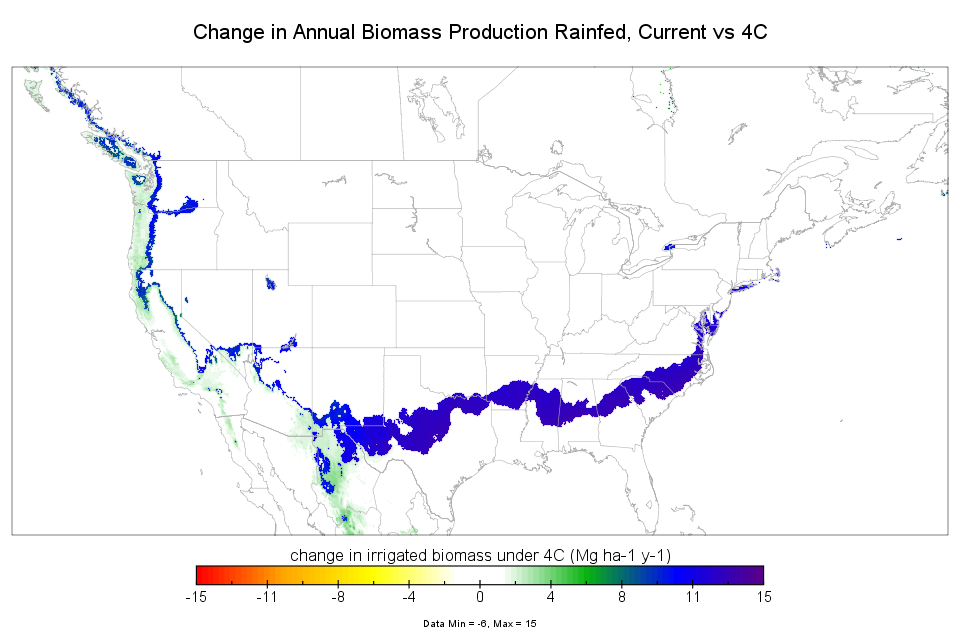 Change in Annual Biomass Production Rainfed, Current vs 4C
change in irrigated biomass under 4C (Mg ha-1 y-1)
-15 -11 -8 -4 0 4 8 11 15
Data Min = -6, Max = 15